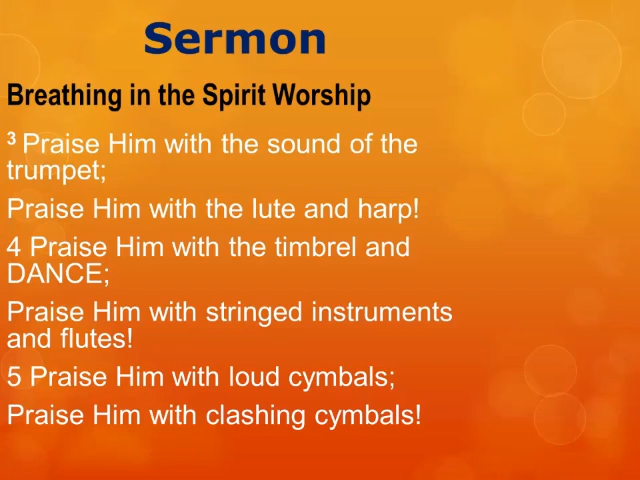 Sermon
Breathing in the Spirit Worship
3 Praise Him with the sound of the
trumpet;
Praise Him with the lute and harp!
4 Praise Him with the timbrel and
DANCE;
Praise Him with stringed instruments
and flutes!
5 Praise Him with loud cymbals;
Praise Him with clashing cymbals!